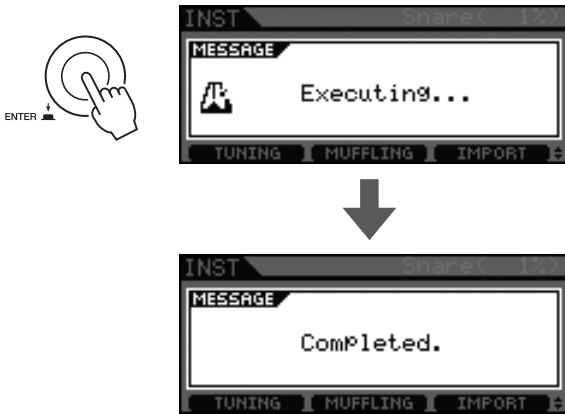 INST Snare( 1%)
MESSAGE
Executing...
ENTER
TUNING MUFFLING IMPORT
INST Snare( 1%)
MESSAGE
Completed.
TUNING MUFFLING IMPORT